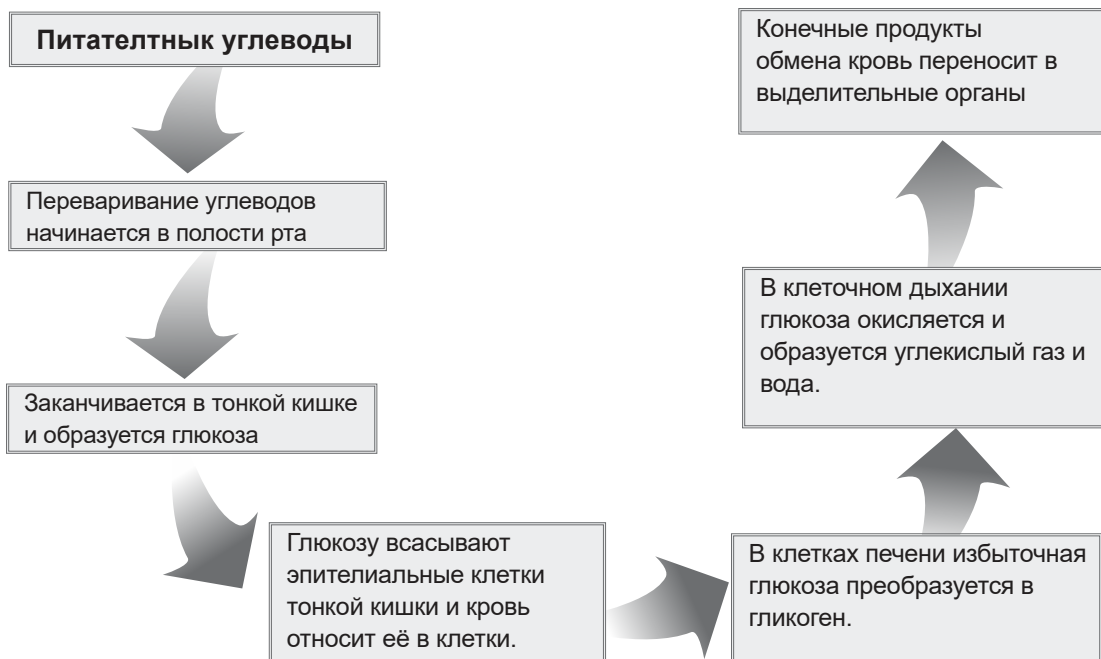 Питателтнык углеводы
Переваривание углеводов
начинается в полости рта
Заканчивается в тонкой кишке
и образуется глюкоза
Глюкозу всасывают
эпителиальные клетки
тонкой кишки и кровь
относит её в клетки.
В клетках печени избыточная
глюкоза преобразуется в
гликоген.
В клеточном дыхании
глюкоза окисляется и
образуется углекислый газ и
вода.
Конечные продукты
обмена кровь переносит в
выделительные органы